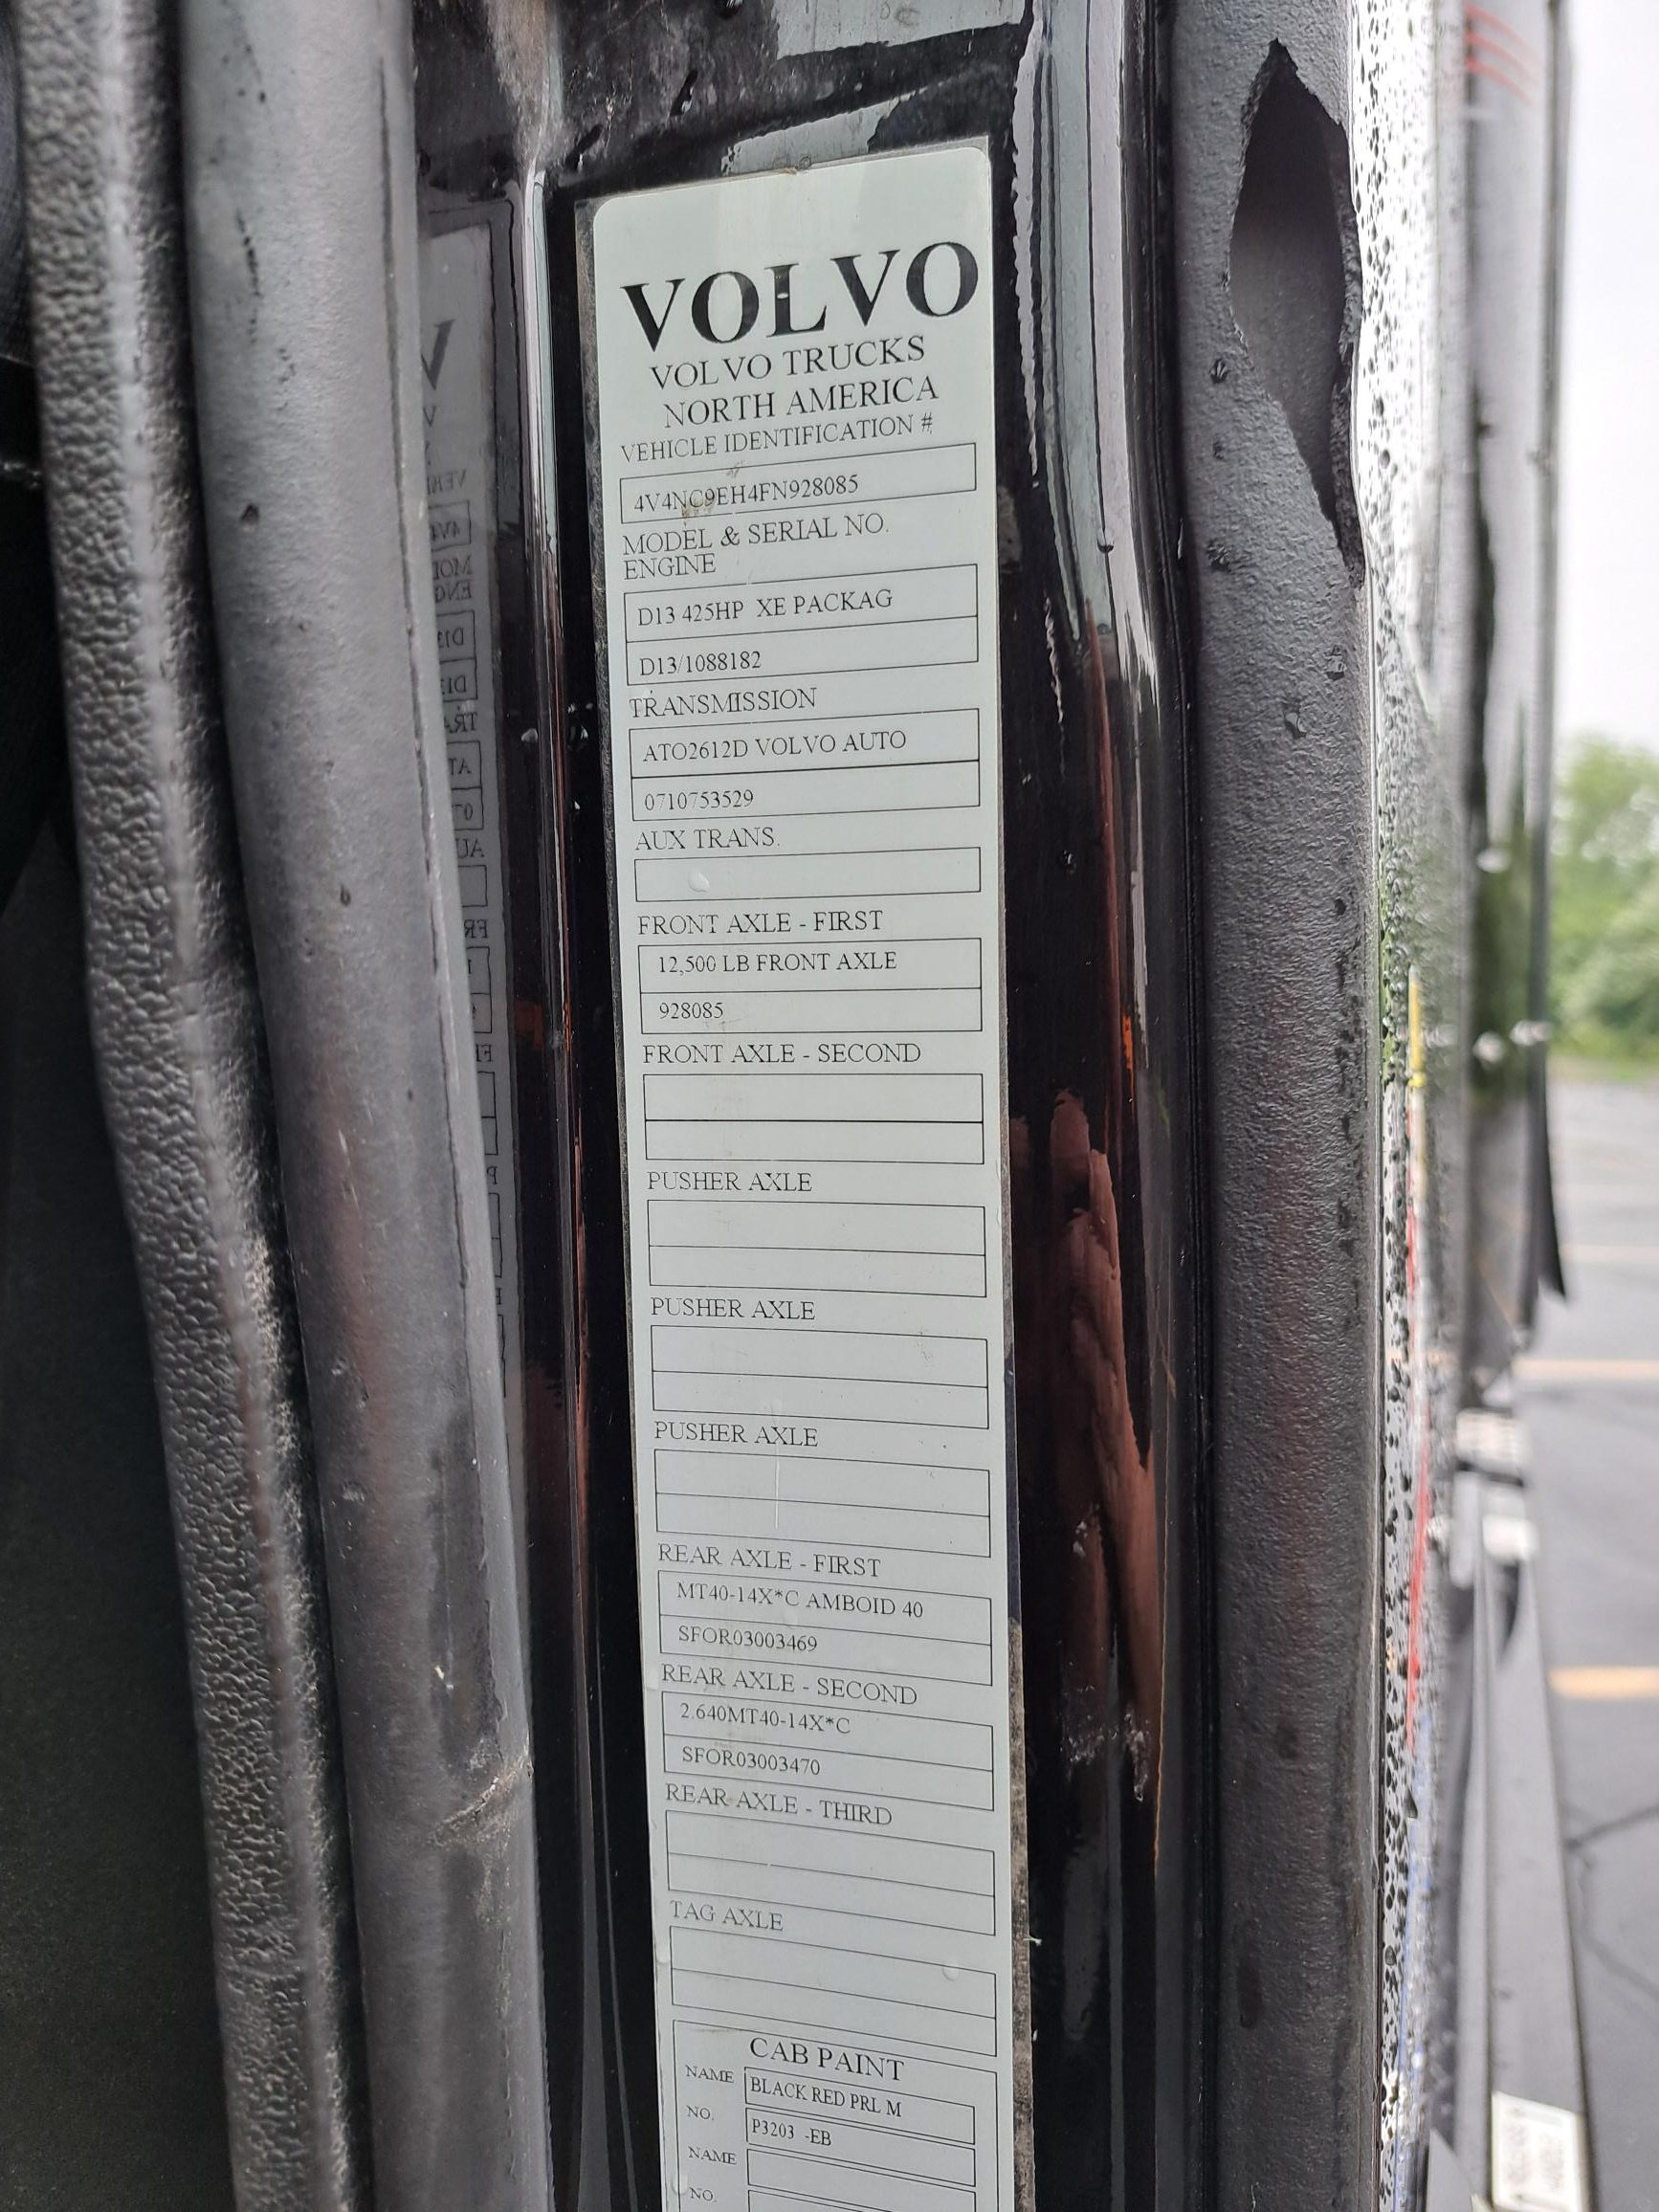 VOLVO
VOLVO TRUCKS
NORTH AMERICA
VEHICLE IDENTIFICATION #
4V4NC9EH4FN928085
MODEL & SERIAL NO.
ENGINE
D13 425HP XE PACKAG
D13/1088182
TRANSMISSION
ATO2612D VOLVO AUTO
0710753529
AUX TRANS.
FRONT AXLE - FIRST
12,500 LB FRONT AXLE
928085
FRONT AXLE - SECOND
PUSHER AXLE
PUSHER AXLE
PUSHER AXLE
REAR AXLE - FIRST
MT40-14X*C AMBOID 40
SFOR03003469
REAR AXLE - SECOND
2.640MT40-14X*C
SFOR03003470
REAR AXLE - THIRD
TAG AXLE
CAB PAINT
NAME BLACK RED PRL M
NO. P3203 -EB
NAME
NO.